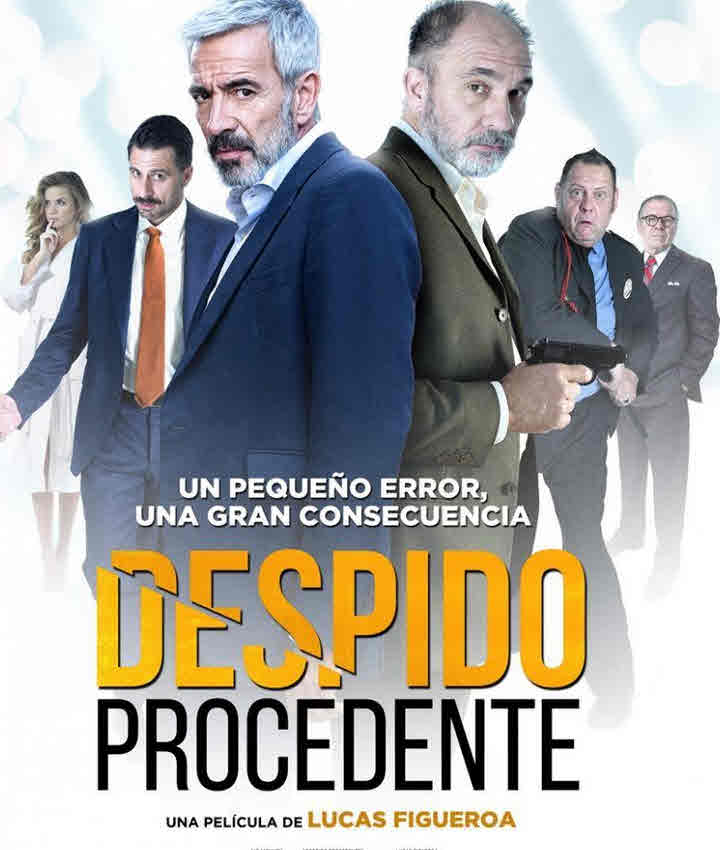 UN PEQUEÑO ERROR,
UNA GRAN CONSECUENCIA
DESPIDO
PROCEDENTE
UNA PELÍCULA DE LUCAS FIGUEROA